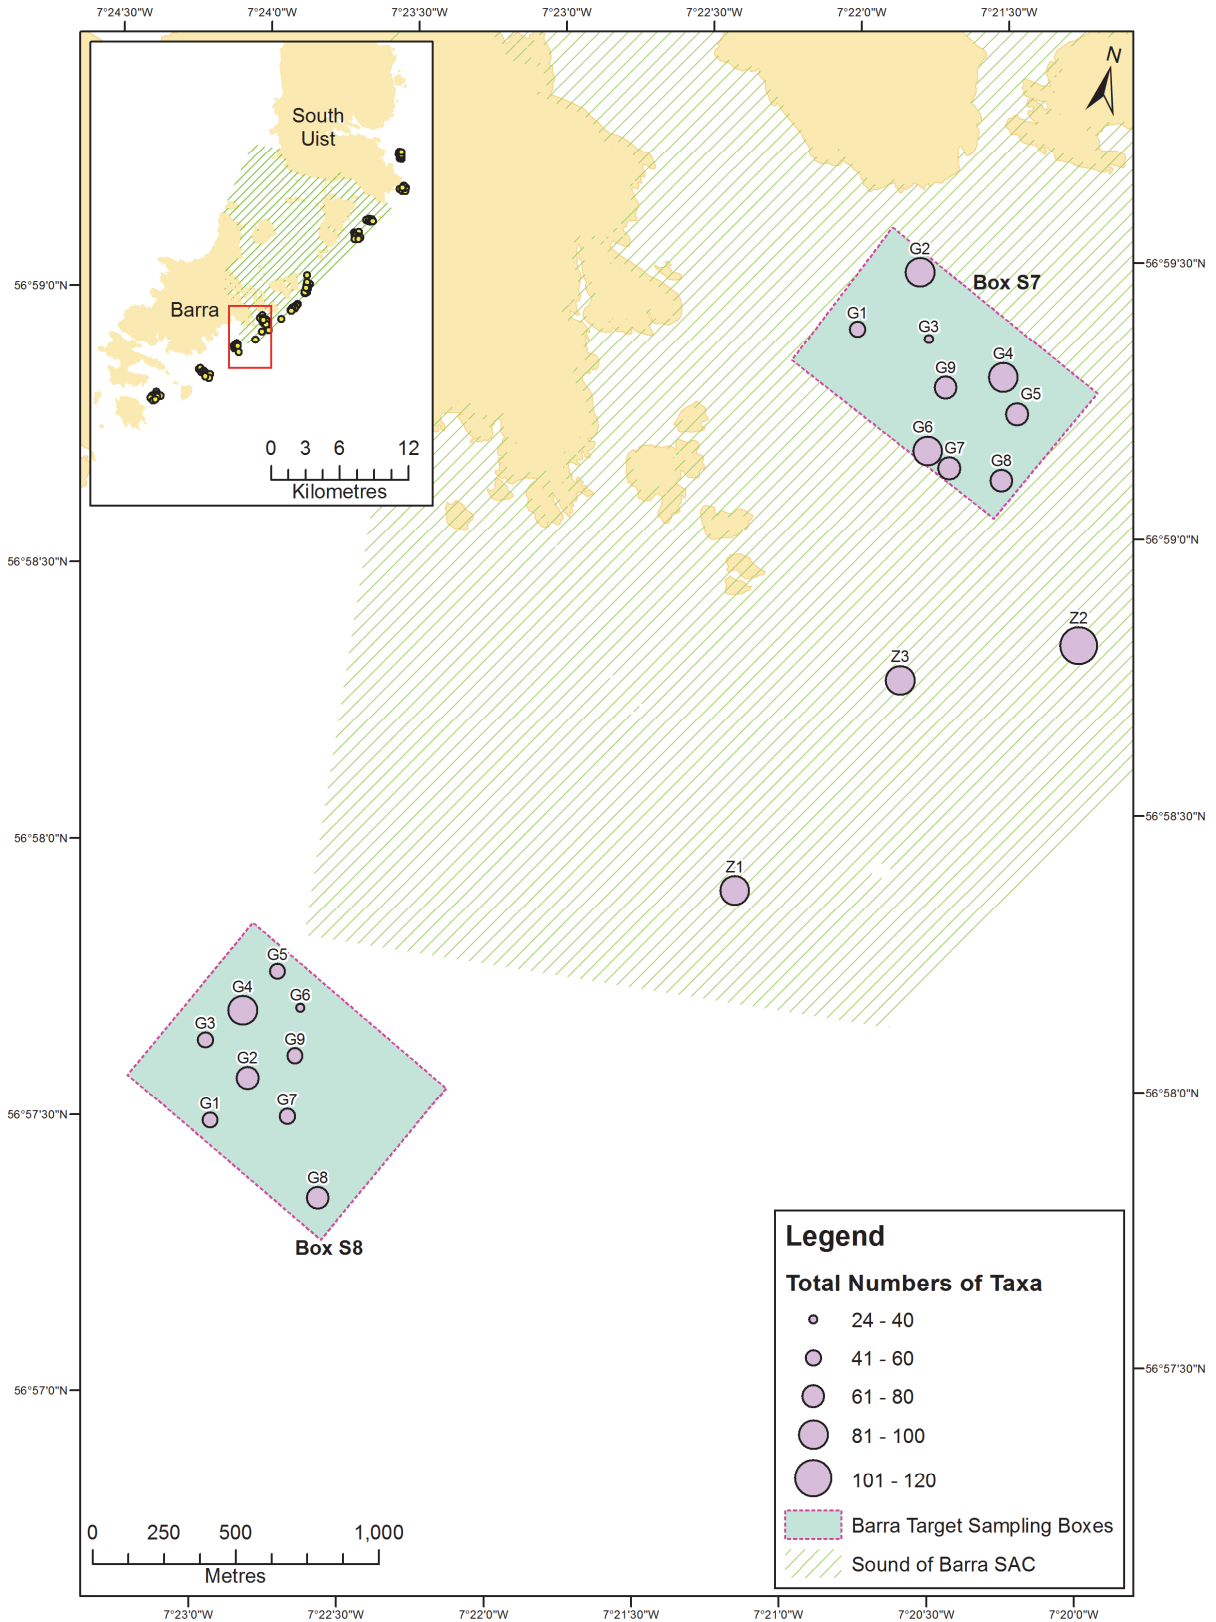 7°24'30"W
7°24'0"W
7°23'30"W
7°23'0"W
7°22'30"W
7°22'0"W
7°21'30"W
N
South
Uist
Barra
0 3 6 12
Kilometres
56°59'0"N
56°58'30"N
56°58'0"N
56°57'30"N
56°57'0"N
56°59'30"N
56°59'0"N
56°58'30"N
56°58'0"N
56°57'30"N
G2
Box S7
G1
G3
G4
G9
G5
G6
G7
G8
Z2
Z3
Z1
G5
G4
G6
G3
G9
G2
G1
G7
G8
Box S8
Legend
Total Numbers of Taxa
24 - 40
41 - 60
61 - 80
81 - 100
101 - 120
Barra Target Sampling Boxes
Sound of Barra SAC
0 250 500 1,000
Metres
7°23'0"W
7°22'30"W
7°22'0"W
7°21'30"W
7°21'0"W
7°20'30"W
7°20'0"W